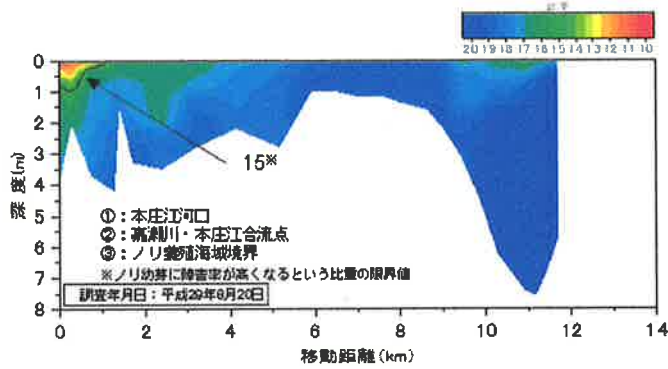 比重
20 19 18 17 16 15 14 13 12 11 10
0
1
2
3
4
5
6
7
8
深度(m)
15※
①：本庄江河口
②：嘉瀬川・本庄江合流点
③：ノリ養殖海域境界
※ノリ幼芽に障害率が高くなるという比重の限界値
調査年月日：平成29年6月20日
0 2 4 6 8 10 12 14
移動距離(km)